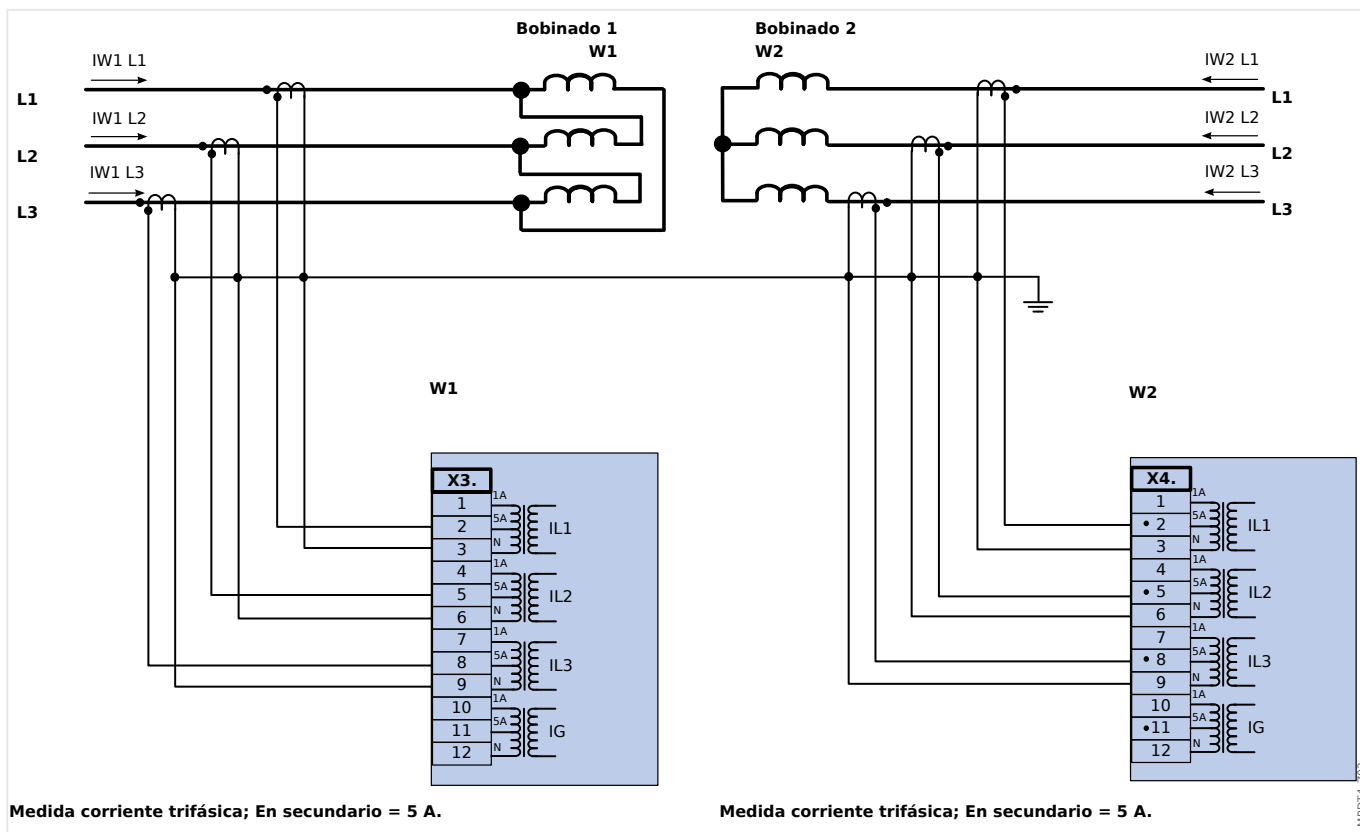 Bobinado 1
W1
Bobinado 2
W2
IW1 L1
L1
IW1 L2
L2
IW1 L3
L3
IW2 L1
L1
IW2 L2
L2
IW2 L3
L3
W1
X3.
1
2
3
4
5
6
7
8
9
10
11
12
1A
5A
N
IL1
1A
5A
N
IL2
1A
5A
N
IL3
1A
5A
N
IG
W2
X4.
1
• 2
3
4
• 5
6
7
• 8
9
10
•11
12
1A
5A
N
IL1
1A
5A
N
IL2
1A
5A
N
IL3
1A
5A
N
IG
Medida corriente trifásica; En secundario = 5 A.
Medida corriente trifásica; En secundario = 5 A.